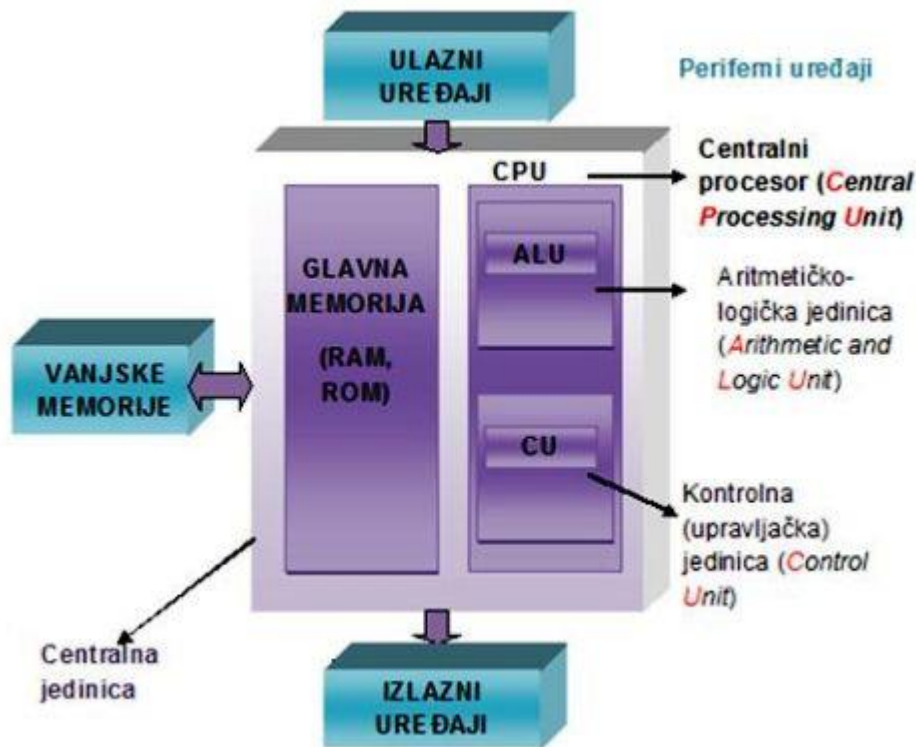 ULAZNI
UREĐAJI
Periferni uređaji
CPU
Centralni
procesor (Central
Processing Unit)
GLAVNA
MEMORIJA
(RAM,
ROM)
ALU
Aritmetičko-
logička jedinica
(Arithmetic and
Logic Unit)
VANJSKE
MEMORIJE
CU
Kontrolna
(upravljačka)
jedinica (Control
Unit)
Centralna
jedinica
IZLAZNI
UREĐAJI